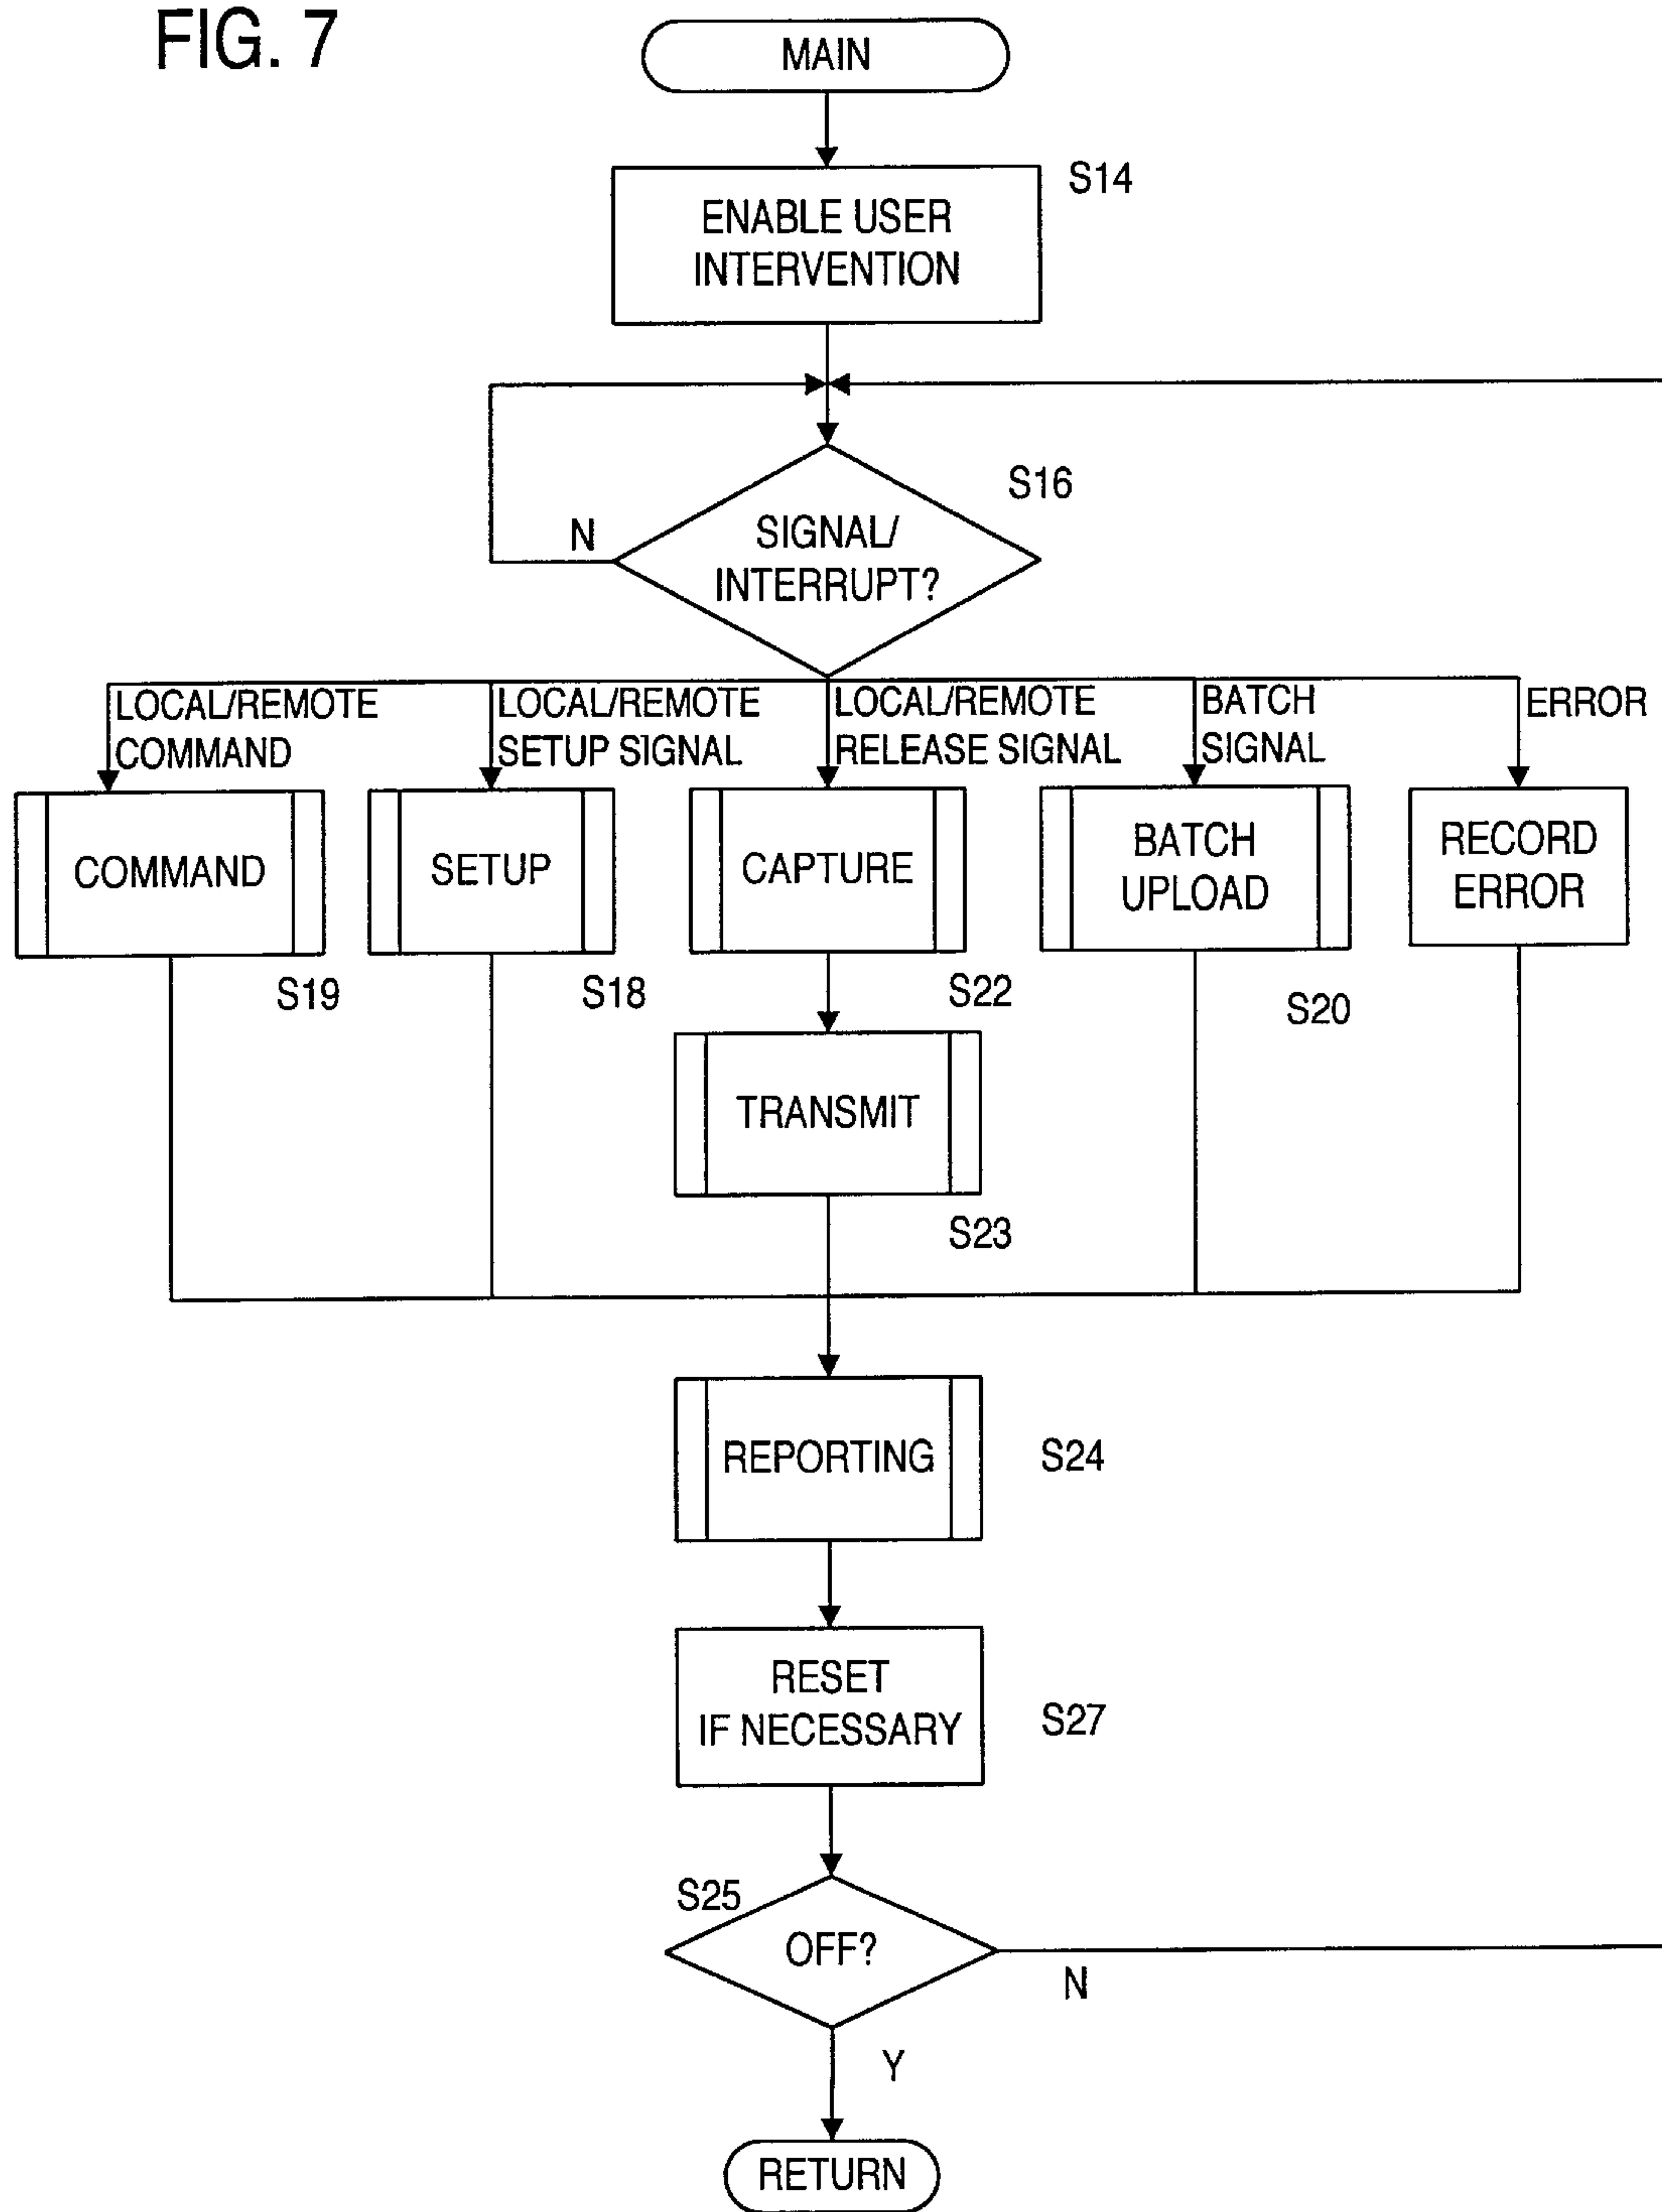 FIG. 7
MAIN
S14
ENABLE USER
INTERVENTION
S16
N
SIGNAL/
INTERRUPT?
LOCAL/REMOTE
COMMAND
LOCAL/REMOTE
SETUP SIGNAL
LOCAL/REMOTE
RELEASE SIGNAL
BATCH
SIGNAL
ERROR
COMMAND
SETUP
CAPTURE
BATCH
UPLOAD
RECORD
ERROR
S19
S18
S22
S20
TRANSMIT
S23
REPORTING
S24
RESET
IF NECESSARY
S27
S25
OFF?
N
Y
RETURN